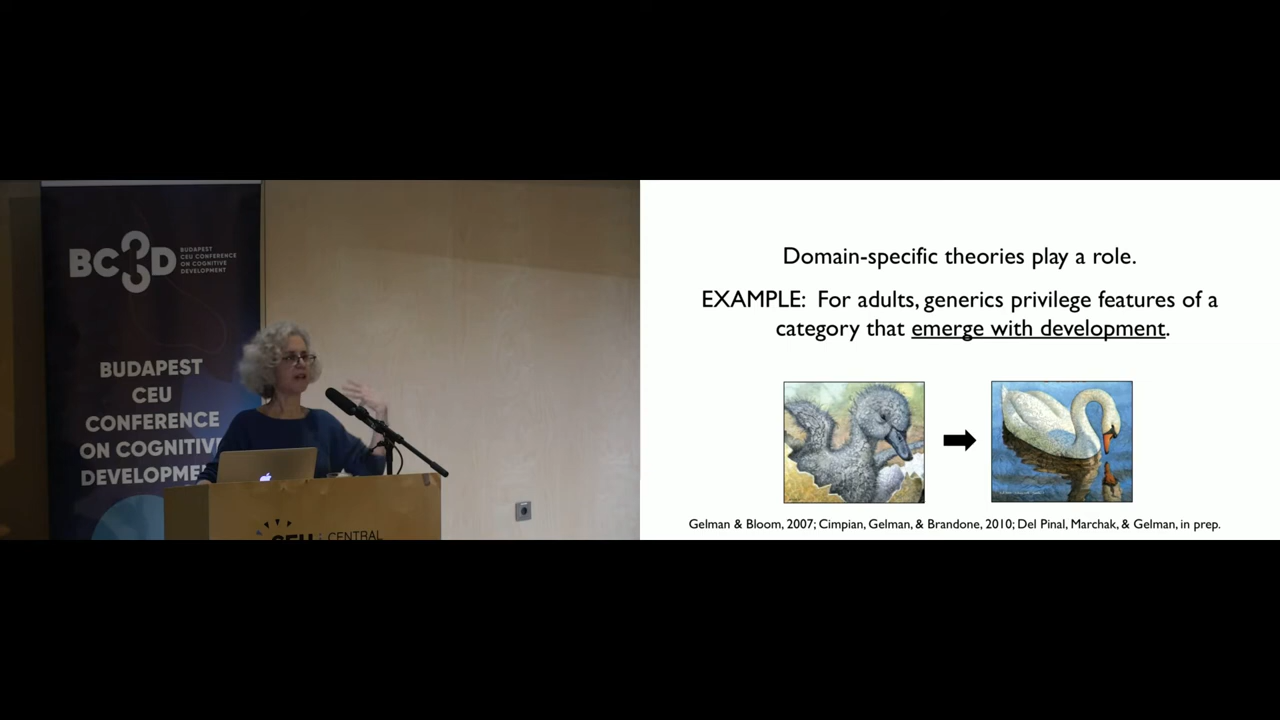 BC3D
BUDAPEST
CEU CONFERENCE
ON COGNITIVE
DEVELOPMENT
BUDAPEST
CEU
CONFERENCE
ON COGNITIVE
DEVELOPME
CEU
CENTRAL
Domain-specific theories play a role.
EXAMPLE: For adults, generics privilege features of a
category that emerge with development.
Gelman & Bloom, 2007; Cimpian, Gelman, & Brandone, 2010; Del Pinal, Marchak, & Gelman, in prep.